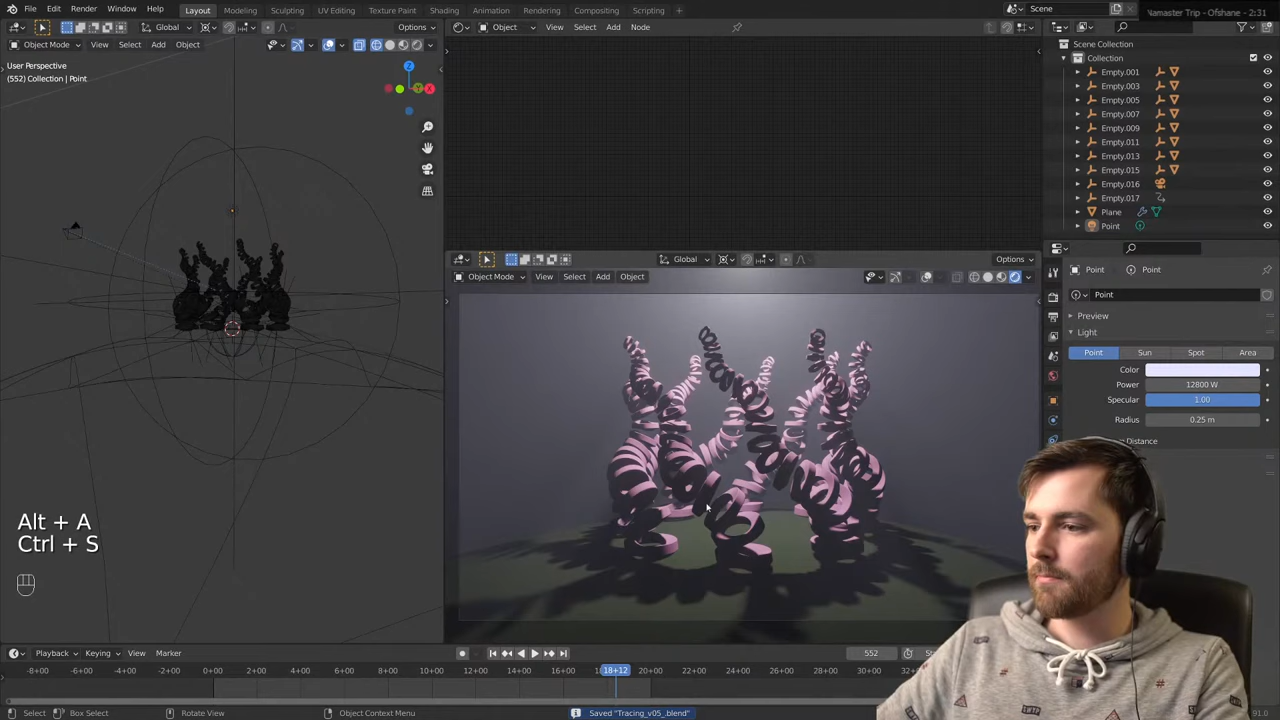 File Edit Render Window Help Layout Modeling Sculpting UV Editing Texture Paint Shading Animation Rendering Compositing Scripting Scene Namaster Trip - Ofshane - 2:31
Global Options Object View Select Add Node
Object Mode View Select Add Object Scene Collection
User Perspective Collection
(552) Collection | Point Empty.001
Empty.003
Empty.005
Empty.007
Empty.009
Empty.011
Empty.013
Empty.015
Empty.016
Empty.017
Plane
Point
Global Options
Object Mode View Select Add Object Point Point
Point
Preview
Light
Point Sun Spot Area
Color
Power 12800 W
Specular 1.00
Radius 0.25 m
Distance
Alt + A
Ctrl + S
Playback Keying View Marker 552
-8+00 -6+00 -4+00 -2+00 0+00 2+00 4+00 6+00 8+00 10+00 12+00 14+00 16+00 18+12 20+00 22+00 24+00 26+00 28+00 30+00
Select Box Select Rotate View Object Context Menu Saved "Tracing_v05_.blend" 91.0